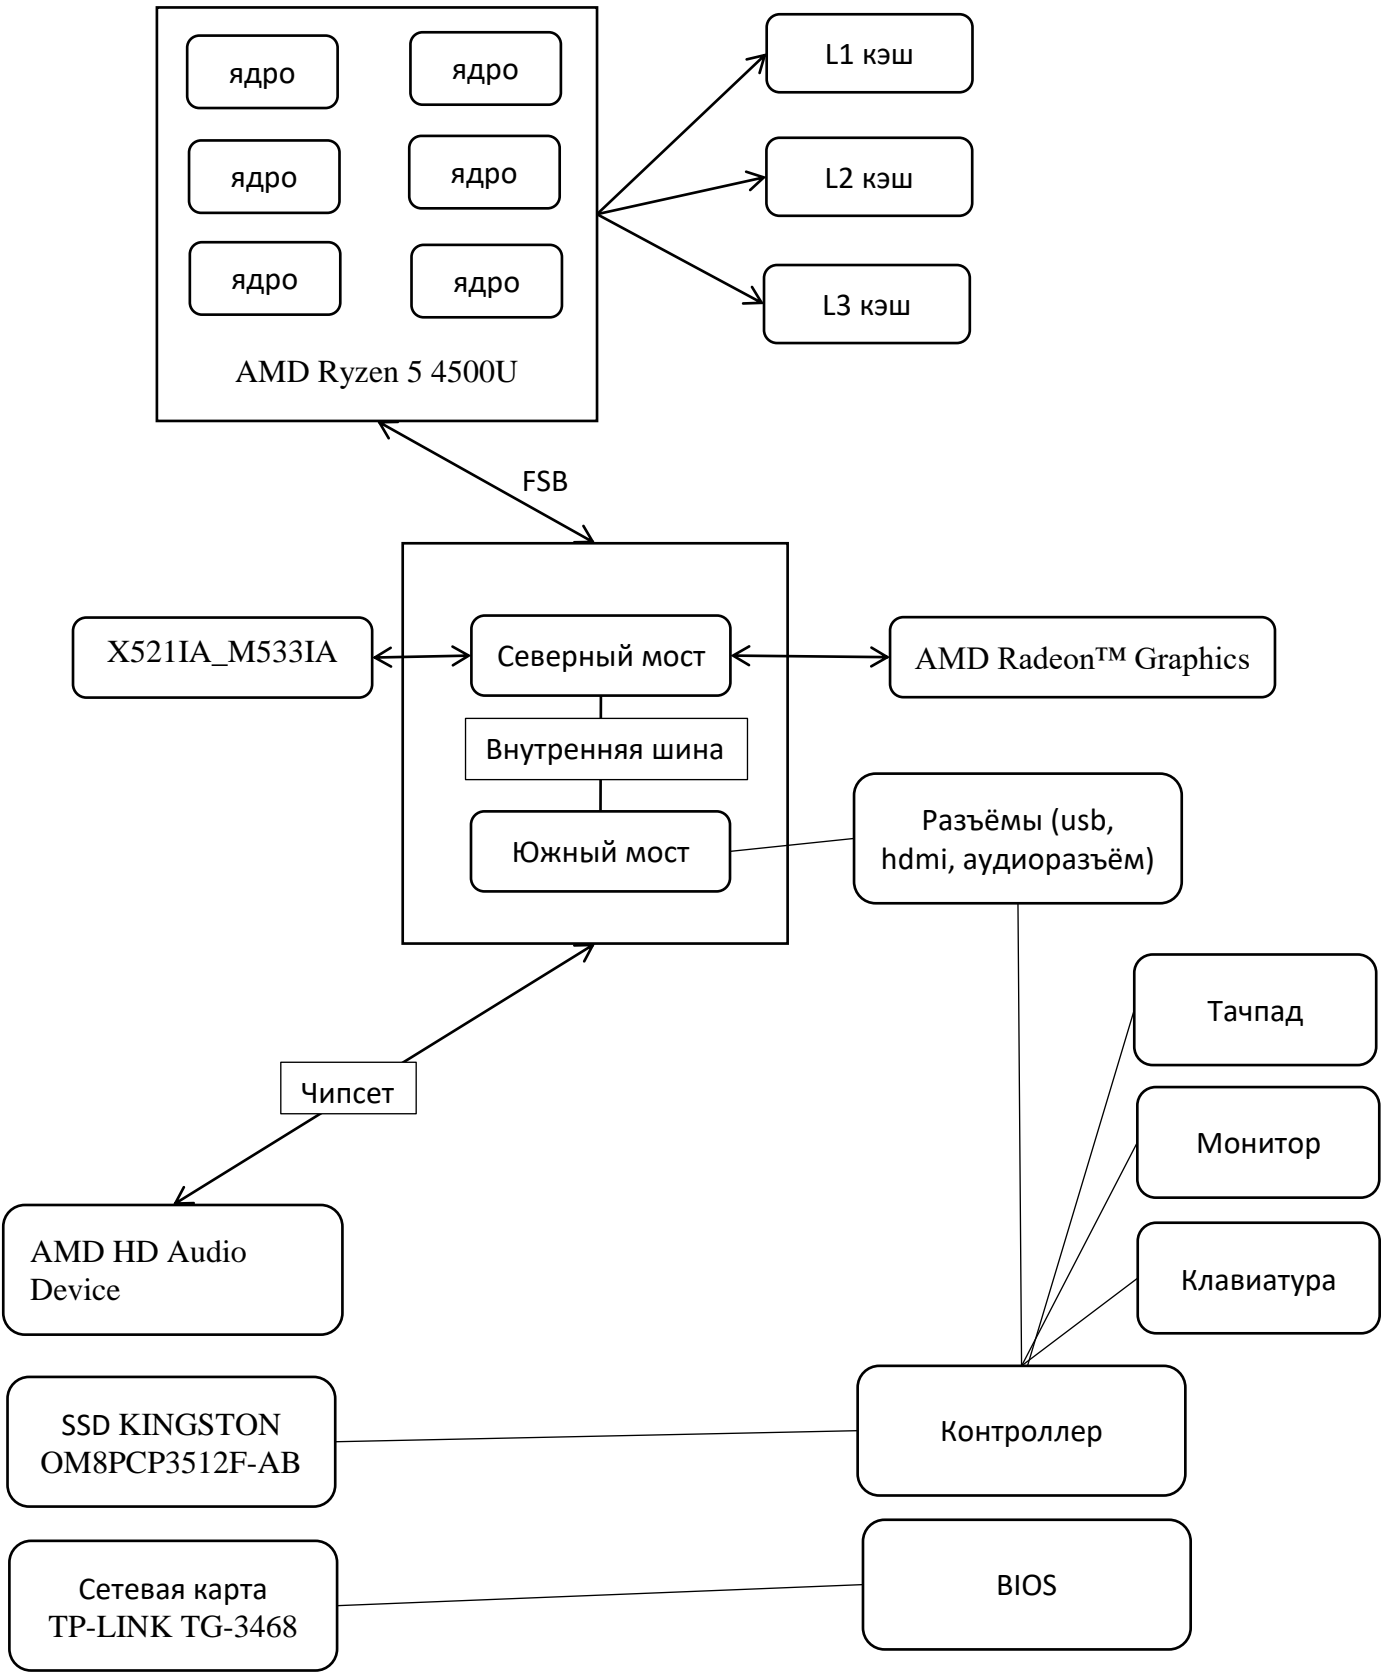 ядро
ядро
L1 кэш
ядро
ядро
L2 кэш
ядро
ядро
L3 кэш
AMD Ryzen 5 4500U
FSB
X521IA_M533IA
Северный мост
AMD Radeon™ Graphics
Внутренняя шина
Южный мост
Разъёмы (usb,
hdmi, аудиоразъём)
Тачпад
Чипсет
Монитор
AMD HD Audio
Device
Клавиатура
SSD KINGSTON
OM8PCP3512F-AB
Контроллер
Сетевая карта
TP-LINK TG-3468
BIOS